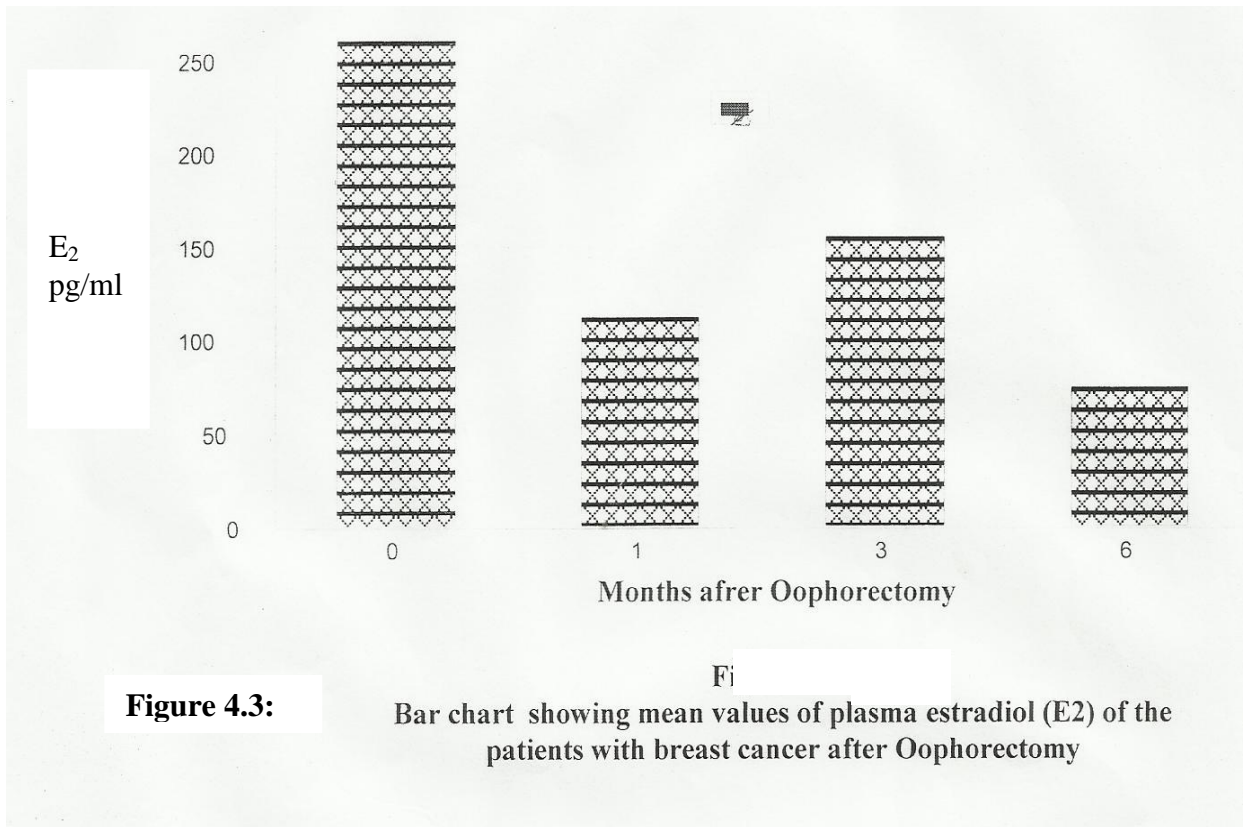 250
200
E2
pg/ml
150
100
50
0
0 1 3 6
Months afrer Oophorectomy
Fi
Figure 4.3:
Bar chart showing mean values of plasma estradiol (E2) of the
patients with breast cancer after Oophorectomy